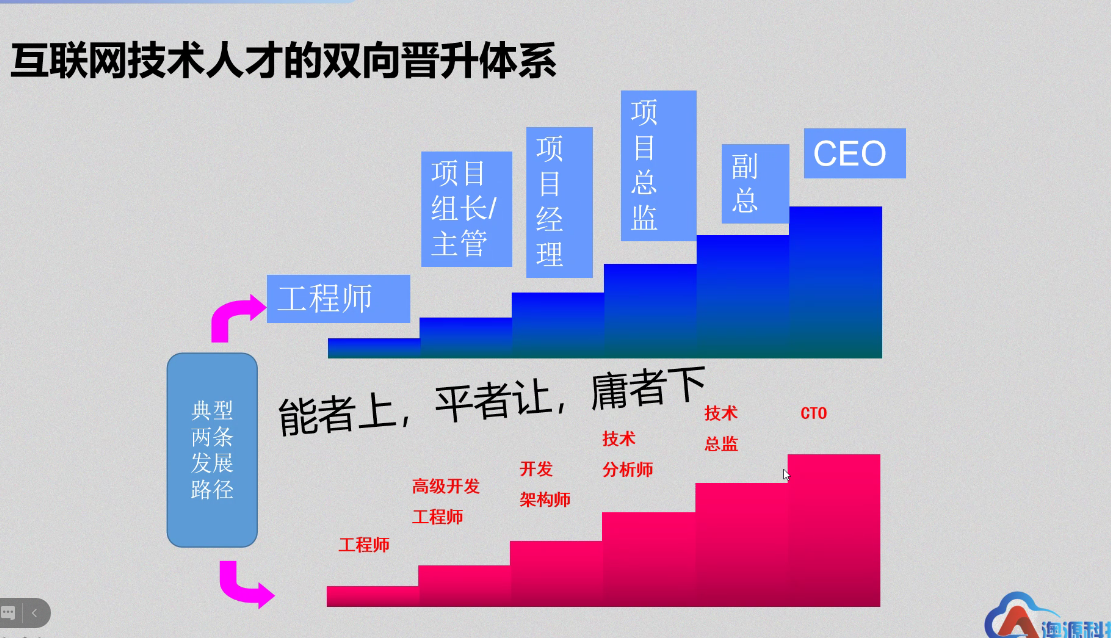 互联网技术人才的双向晋升体系
工程师
项目
组长/
主管
项
目
经
理
项
目
总
监
副
总
CEO
典型
两条
发展
路径
能者上，平者让，庸者下
工程师
高级开发
工程师
开发
架构师
技术
分析师
技术
总监
CTO
海源科技